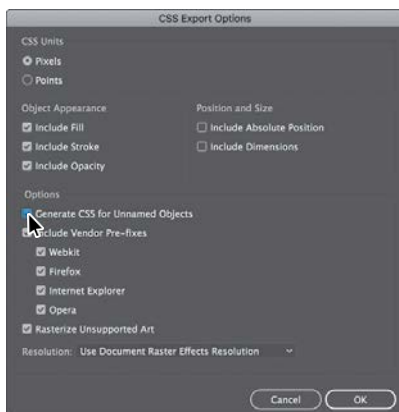 CSS Export Options
CSS Units
Pixels
Points
Object Appearance
Include Fill
Include Stroke
Include Opacity
Position and Size
Include Absolute Position
Include Dimensions
Options
Generate CSS for Unnamed Objects
Include Vendor Pre-fixes
Webkit
Firefox
Internet Explorer
Opera
Rasterize Unsupported Art
Resolution: Use Document Raster Effects Resolution
Cancel OK